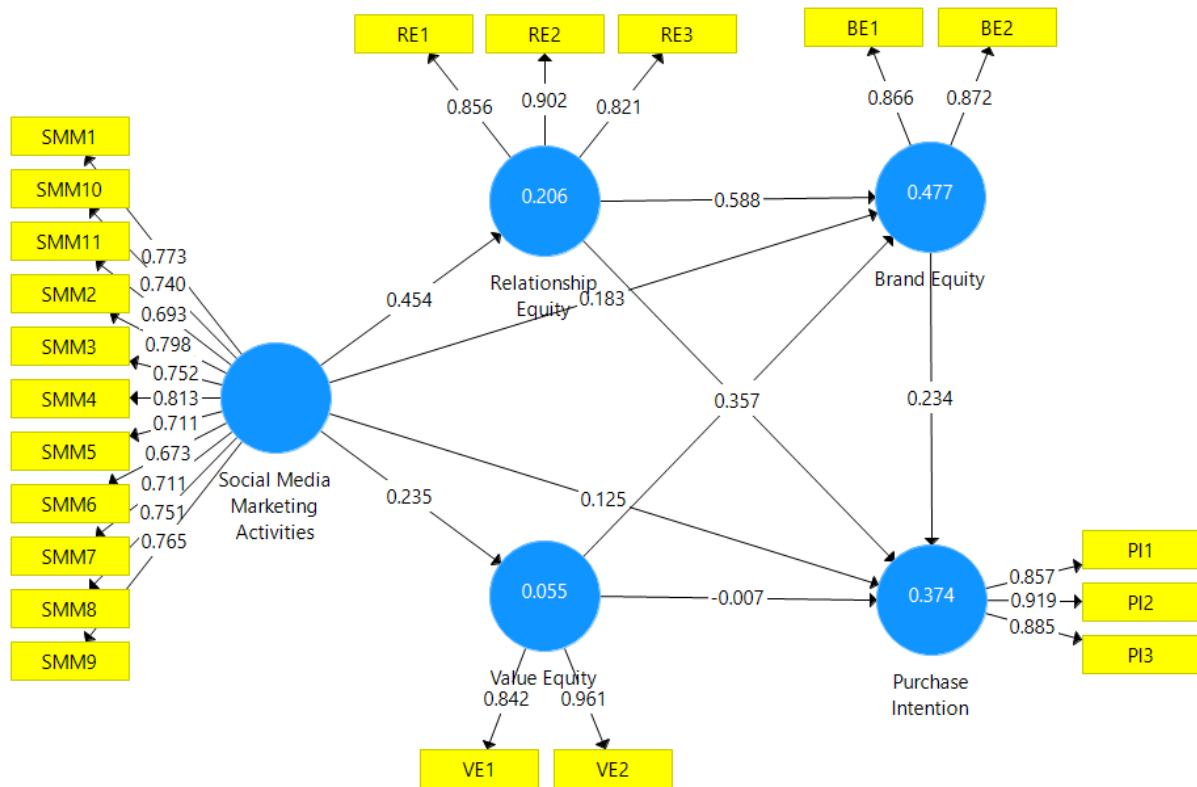 RE1
RE2
RE3
BE1
BE2
0.856
0.902
0.821
0.866
0.872
SMM1
SMM10
SMM11
SMM2
SMM3
SMM4
SMM5
SMM6
SMM7
SMM8
SMM9
0.773
0.740
0.693
0.798
0.752
0.813
0.711
0.673
0.711
0.751
0.765
0.206
0.588
0.477
Relationship
Equity
Brand Equity
0.454
0.183
0.357
0.234
Social Media
Marketing
Activities
0.235
0.125
0.055
-0.007
0.374
Value Equity
Purchase
Intention
0.842
0.961
0.857
0.919
0.885
PI1
PI2
PI3
VE1
VE2